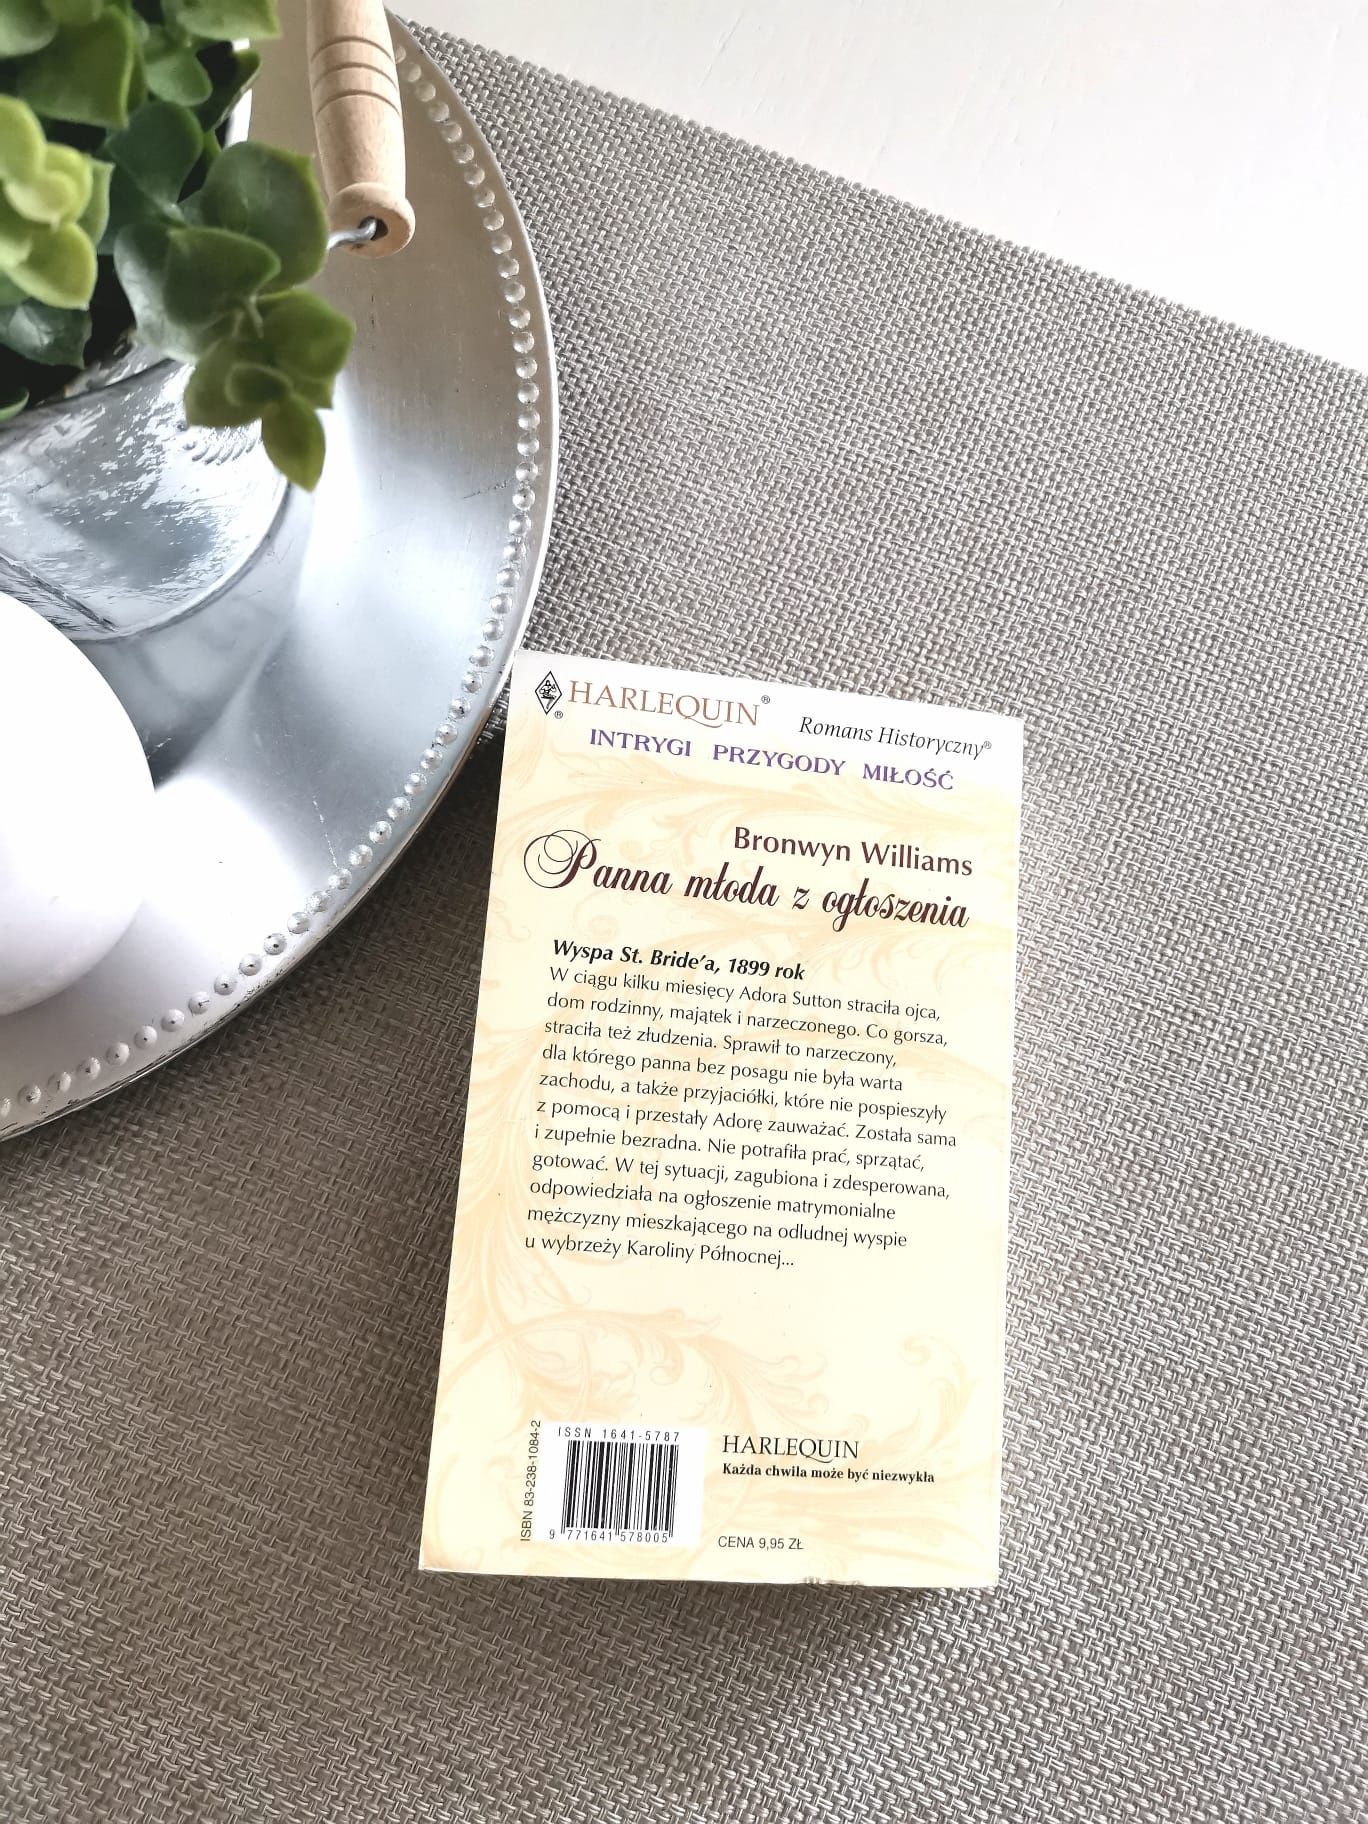 HARLEQUIN®
®
Romans Historyczny®
INTRYGI PRZYGODY MIŁOŚĆ
Bronwyn Williams
Panna młoda z ogłoszenia
Wyspa St. Bride'a, 1899 rok
W ciągu kilku miesięcy Adora Sutton straciła ojca,
dom rodzinny, majątek i narzeczonego. Co gorsza,
straciła też złudzenia. Sprawił to narzeczony,
dla którego panna bez posagu nie była warta
zachodu, a także przyjaciółki, które nie pospieszyły
z pomocą i przestały Adorę zauważać. Została sama
i zupełnie bezradna. Nie potrafiła prać, sprzątać,
gotować. W tej sytuacji, zagubiona i zdesperowana,
odpowiedziała na ogłoszenie matrymonialne
mężczyzny mieszkającego na odludnej wyspie
u wybrzeży Karoliny Północnej...
ISBN 83-238-1084-2
ISSN 1641-5787
9 771641 578005
HARLEQUIN
Każda chwila może być niezwykła
CENA 9,95 ZŁ